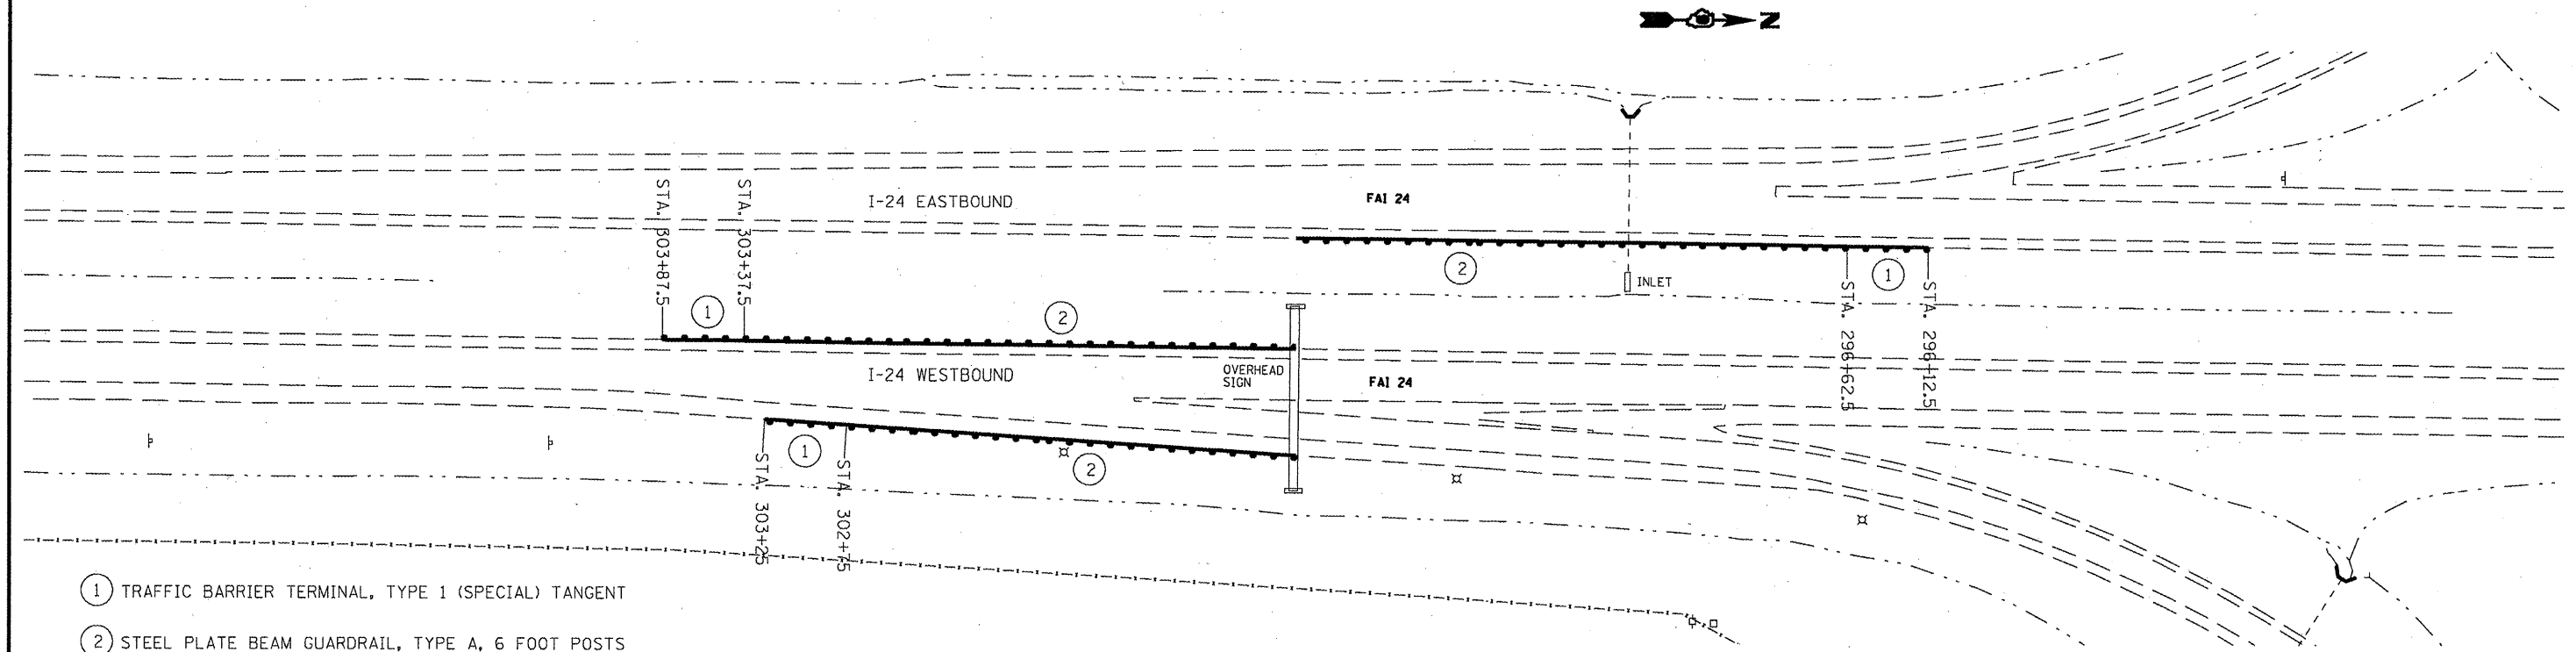 N
STA. 303+87.5
STA. 303+37.5
I-24 EASTBOUND
FAI 24
2
INLET
1
STA. 296+62.5
STA. 296+12.5
1
2
I-24 WESTBOUND
OVERHEAD
SIGN
FAI 24
1
2
STA. 303+25
STA. 302+75
1 TRAFFIC BARRIER TERMINAL, TYPE 1 (SPECIAL) TANGENT
2 STEEL PLATE BEAM GUARDRAIL, TYPE A, 6 FOOT POSTS